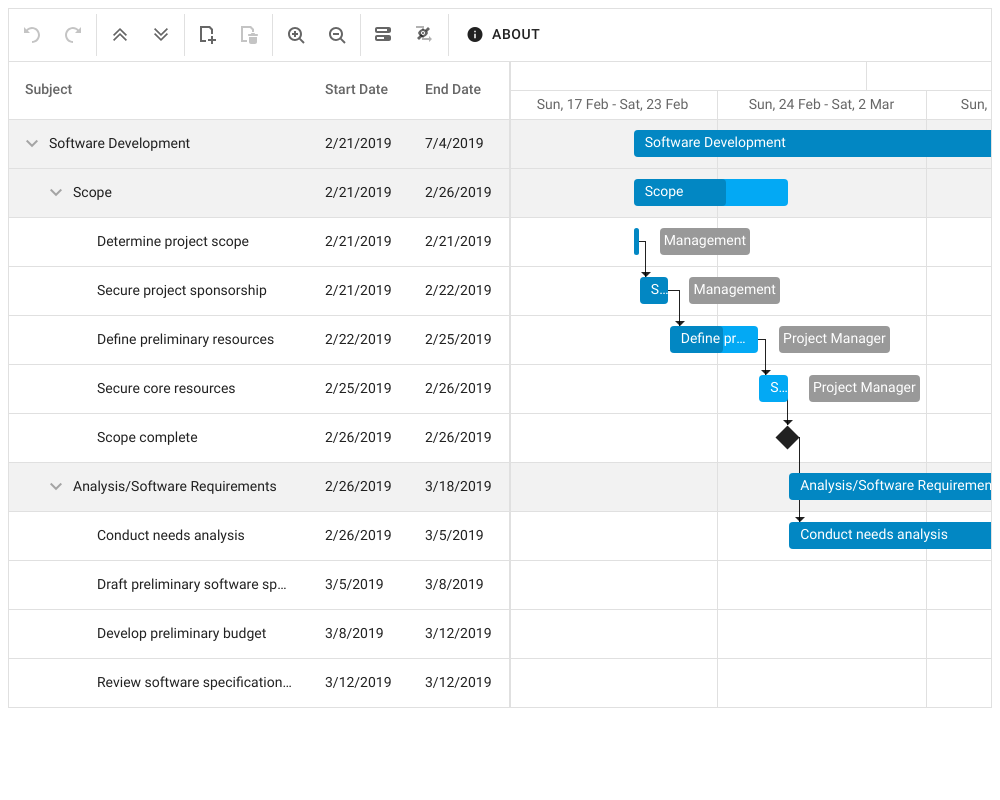 ABOUT
Subject Start Date End Date
Sun, 17 Feb - Sat, 23 Feb Sun, 24 Feb - Sat, 2 Mar Sun,
Software Development 2/21/2019 7/4/2019 Software Development
Scope 2/21/2019 2/26/2019 Scope
Determine project scope 2/21/2019 2/21/2019 Management
Secure project sponsorship 2/21/2019 2/22/2019 S... Management
Define preliminary resources 2/22/2019 2/25/2019 Define pr... Project Manager
Secure core resources 2/25/2019 2/26/2019 S... Project Manager
Scope complete 2/26/2019 2/26/2019
Analysis/Software Requirements 2/26/2019 3/18/2019 Analysis/Software Requiremen
Conduct needs analysis 2/26/2019 3/5/2019 Conduct needs analysis
Draft preliminary software sp... 3/5/2019 3/8/2019
Develop preliminary budget 3/8/2019 3/12/2019
Review software specification... 3/12/2019 3/12/2019